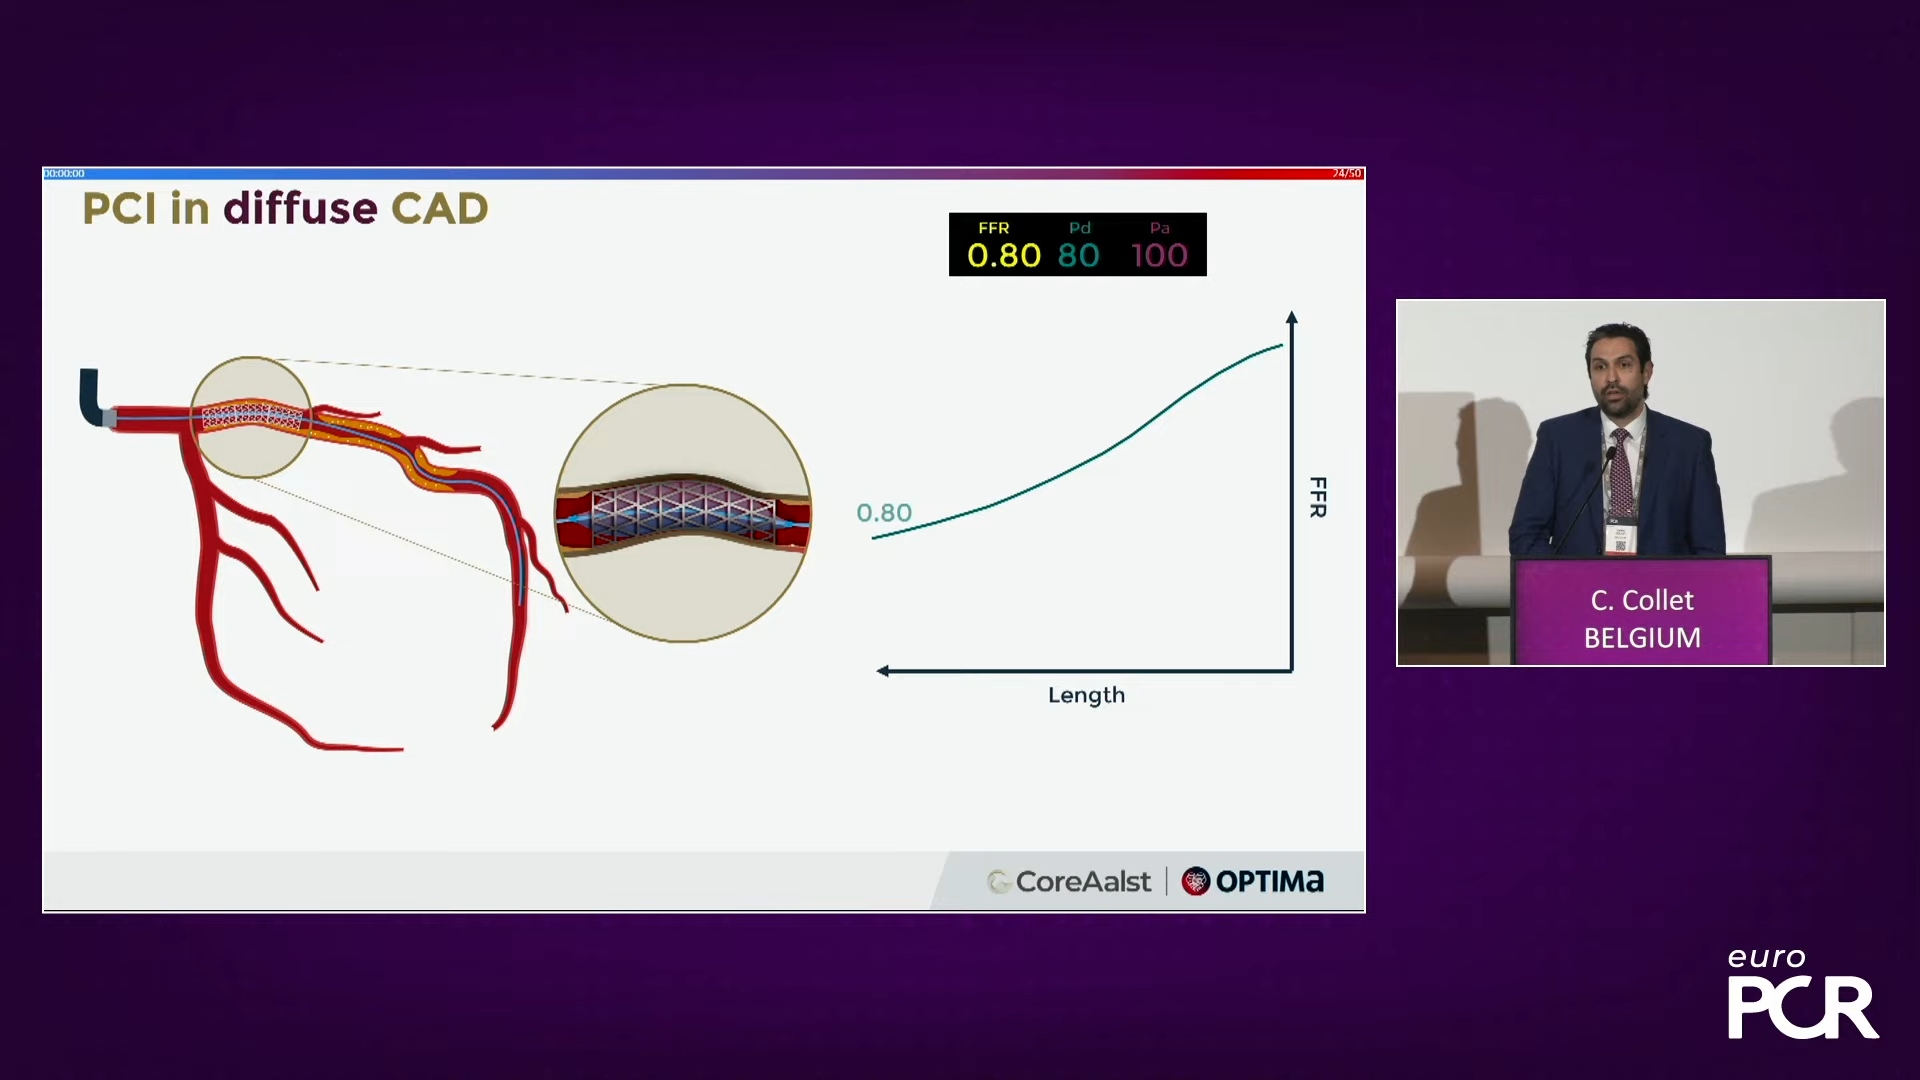 00:00:00
24/50
PCI in diffuse CAD
FFR Pd Pa
0.80 80 100
0.80
FFR
Length
CoreAalst | OPTIMa
C. Collet
BELGIUM
euro
PCR